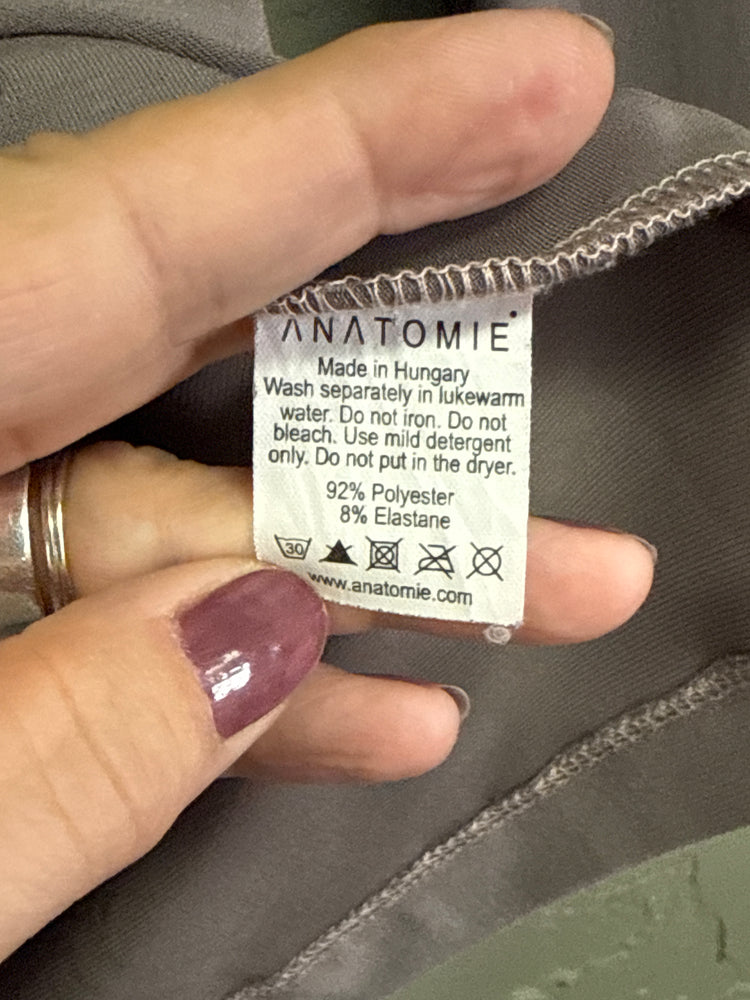 ANATOMIE
Made in Hungary
Wash separately in lukewarm
water. Do not iron. Do not
bleach. Use mild detergent
only. Do not put in the dryer.
92% Polyester
8% Elastane
30
www.anatomie.com